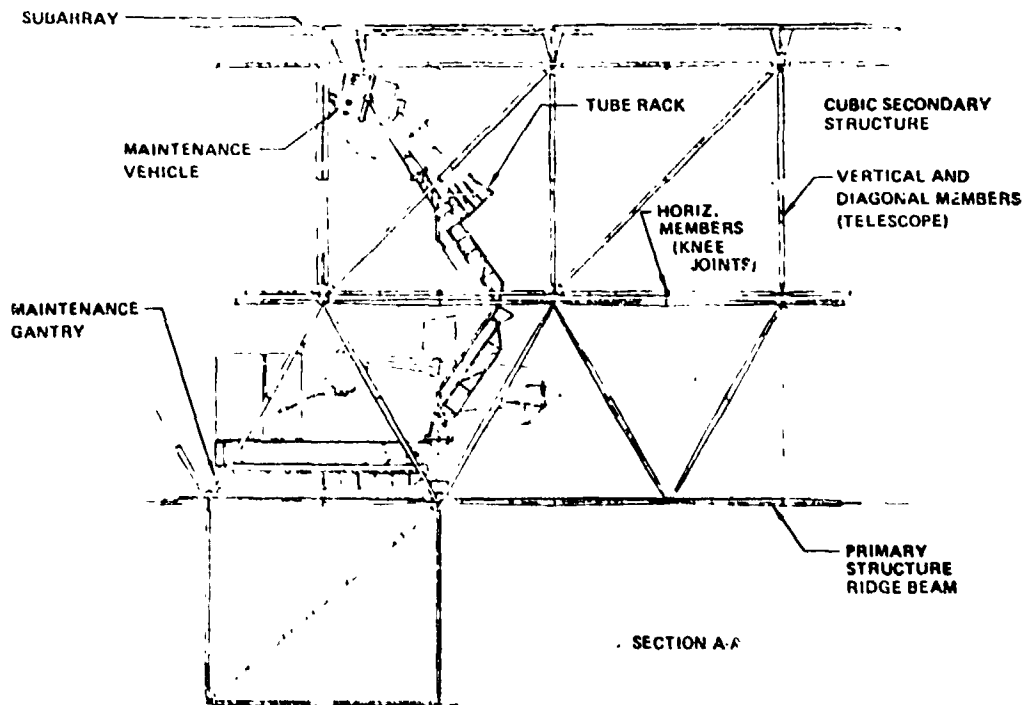 SUBARRAY
MAINTENANCE
VEHICLE
TUBE RACK
CUBIC SECONDARY
STRUCTURE
VERTICAL AND
DIAGONAL MEMBERS
(TELESCOPE)
HORIZ.
MEMBERS
(KNEE
JOINTS)
MAINTENANCE
GANTRY
PRIMARY
STRUCTURE
RIDGE BEAM
SECTION A-A